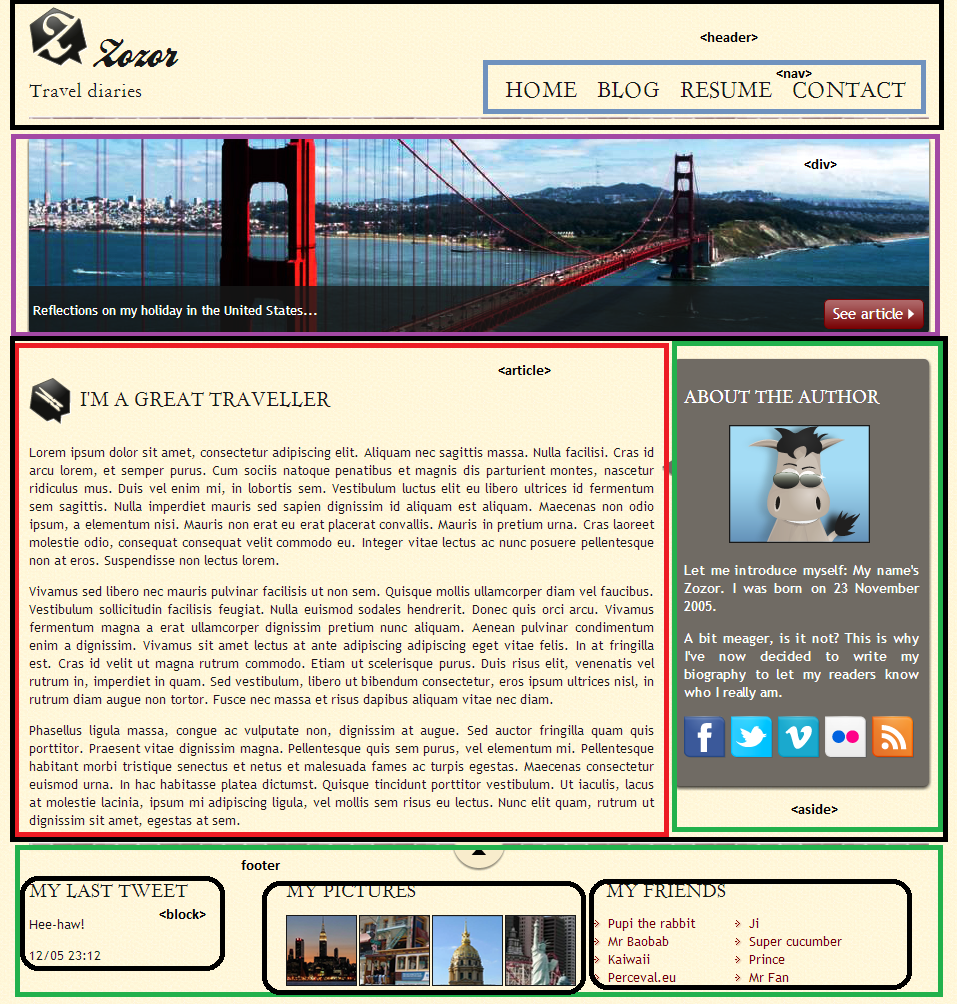 <header>
Zozor
Travel diaries
<nav>
HOME BLOG RESUME CONTACT
<div>
Reflections on my holiday in the United States...
See article
<article>
I'M A GREAT TRAVELLER
Lorem ipsum dolor sit amet, consectetur adipiscing elit. Aliquam nec sagittis massa. Nulla facilisi. Cras id
arcu lorem, et semper purus. Cum sociis natoque penatibus et magnis dis parturient montes, nascetur
ridiculus mus. Duis vel enim mi, in lobortis sem. Vestibulum luctus elit eu libero ultrices id fermentum
sem sagittis. Nulla imperdiet mauris sed sapien dignissim id aliquam est aliquam. Maecenas non odio
ipsum, a elementum nisi. Mauris non erat eu erat placerat convallis. Mauris in pretium urna. Cras laoreet
molestie odio, consequat consequat velit commodo eu. Integer vitae lectus ac nunc posuere pellentesque
non at eros. Suspendisse non lectus lorem.
Vivamus sed libero nec mauris pulvinar facilisis ut non sem. Quisque mollis ullamcorper diam vel faucibus.
Vestibulum sollicitudin facilisis feugiat. Nulla euismod sodales hendrerit. Donec quis orci arcu. Vivamus
fermentum magna a erat ullamcorper dignissim pretium nunc aliquam. Aenean pulvinar condimentum
enim a dignissim. Vivamus sit amet lectus at ante adipiscing adipiscing eget vitae felis. In at fringilla
est. Cras id velit ut magna rutrum commodo. Etiam ut scelerisque purus. Duis risus elit, venenatis vel
rutrum in, imperdiet in quam. Sed vestibulum, libero ut bibendum consectetur, eros ipsum ultrices nisl, in
rutrum diam augue non tortor. Fusce nec massa et risus dapibus aliquam vitae nec diam.
Phasellus ligula massa, congue ac vulputate non, dignissim at augue. Sed auctor fringilla quam quis
porttitor. Praesent vitae dignissim magna. Pellentesque quis sem purus, vel elementum mi. Pellentesque
habitant morbi tristique senectus et netus et malesuada fames ac turpis egestas. Maecenas consectetur
euismod urna. In hac habitasse platea dictumst. Quisque tincidunt porttitor vestibulum. Ut iaculis, lacus
at molestie lacinia, ipsum mi adipiscing ligula, vel mollis sem risus eu lectus. Nunc elit quam, rutrum ut
dignissim sit amet, egestas at sem.
ABOUT THE AUTHOR
Let me introduce myself: My name's
Zozor. I was born on 23 November
2005.
A bit meager, is it not? This is why
I've now decided to write my
biography to let my readers know
who I really am.
<aside>
footer
MY LAST TWEET
<block>
Hee-haw!
12/05 23:12
MY PICTURES
MY FRIENDS
Pupi the rabbit
Mr Baobab
Kaiwaii
Perceval.eu
Ji
Super cucumber
Prince
Mr Fan